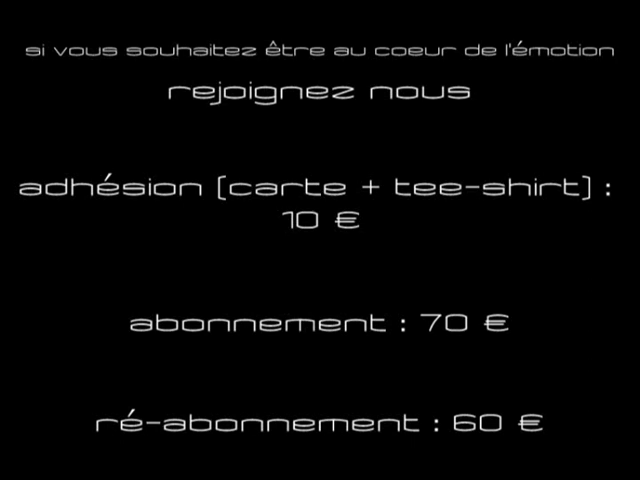 si vous souhaitez être au coeur de l'émotion
rejoignez nous
adhésion (carte + tee-shirt) :
10 €
abonnement : 70 €
ré-abonnement : 60 €